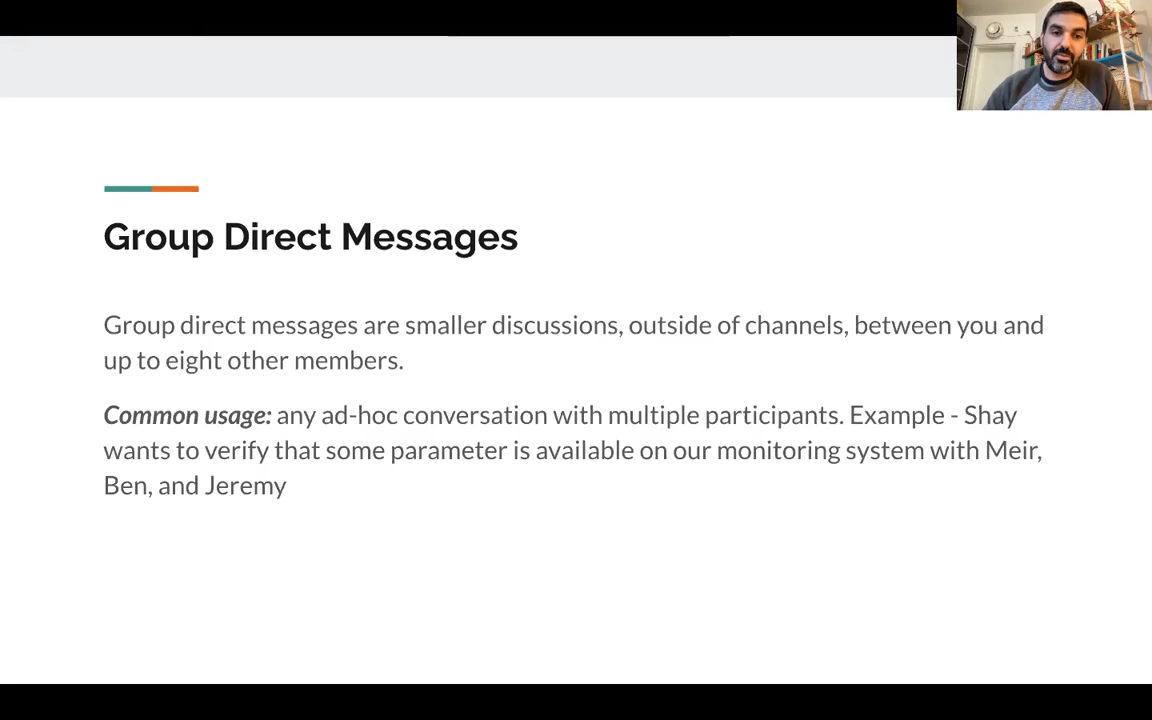 Group Direct Messages
Group direct messages are smaller discussions, outside of channels, between you and
up to eight other members.
Common usage: any ad-hoc conversation with multiple participants. Example - Shay
wants to verify that some parameter is available on our monitoring system with Meir,
Ben, and Jeremy